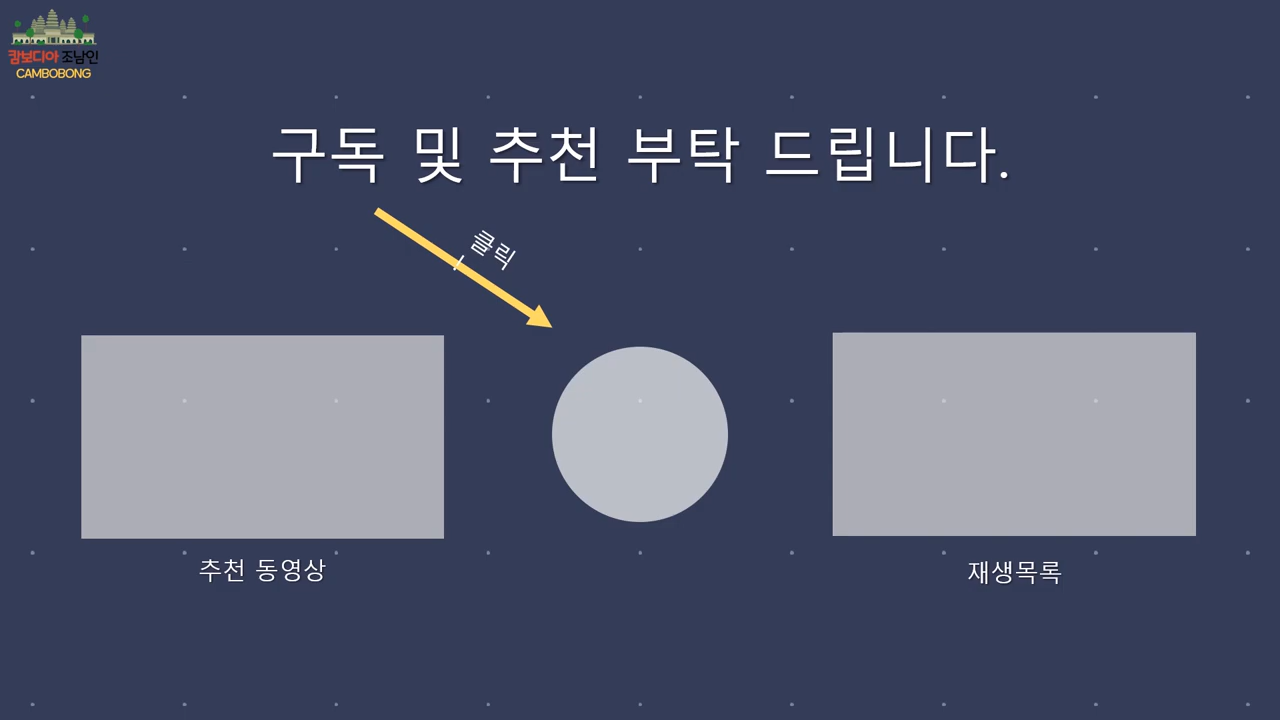 캄보디아 조남인
CAMBOBONG
구독 및 추천 부탁 드립니다.
클릭
추천 동영상
재생목록